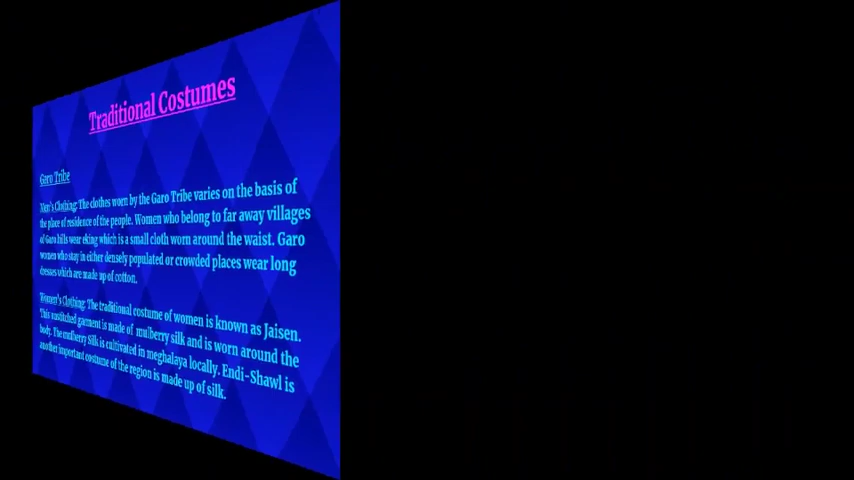 Traditional Costumes
Garo Tribe
Men's Clothing: The clothes worn by the Garo Tribe varies on the basis of
the place of residence of the people. Women who belong to far away villages
of Garo hills wear eking which is a small cloth worn around the waist. Garo
women who stay in either densely populated or crowded places wear long
dresses which are made up of cotton.
Women's Clothing: The traditional costume of women is known as Jaisen.
This unstitched garment is made of mulberry silk and is worn around the
body. The mulberry Silk is cultivated in meghalaya locally. Endi-Shawl is
another important costume of the region is made up of silk.